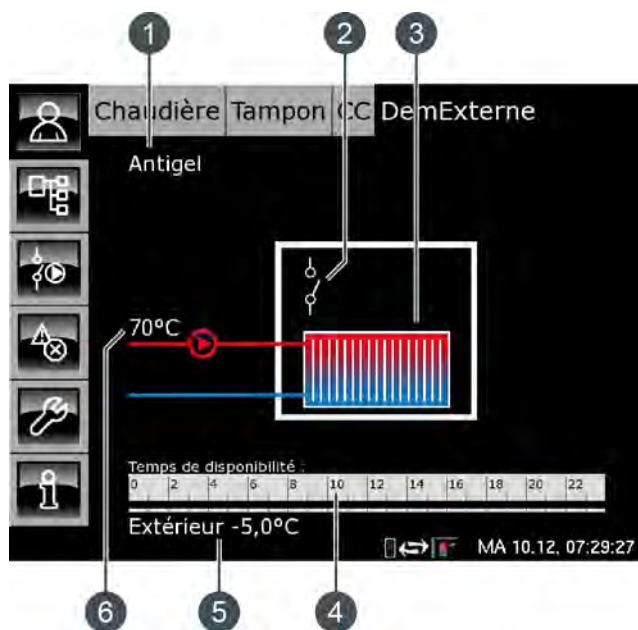 1 2 3
Chaudière Tampon CC DemExterne
Antigel
70°C
Temps de disponibilité :
0 2 4 6 8 10 12 14 16 18 20 22
Extérieur -5,0°C
MA 10.12. 07:29:27
6 5 4